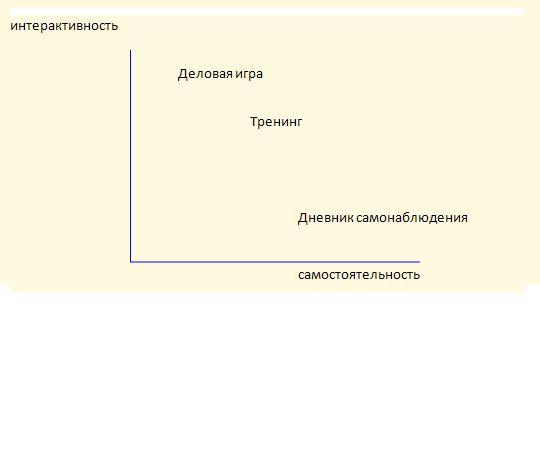 интерактивность
Деловая игра
Тренинг
Дневник самонаблюдения
самостоятельность